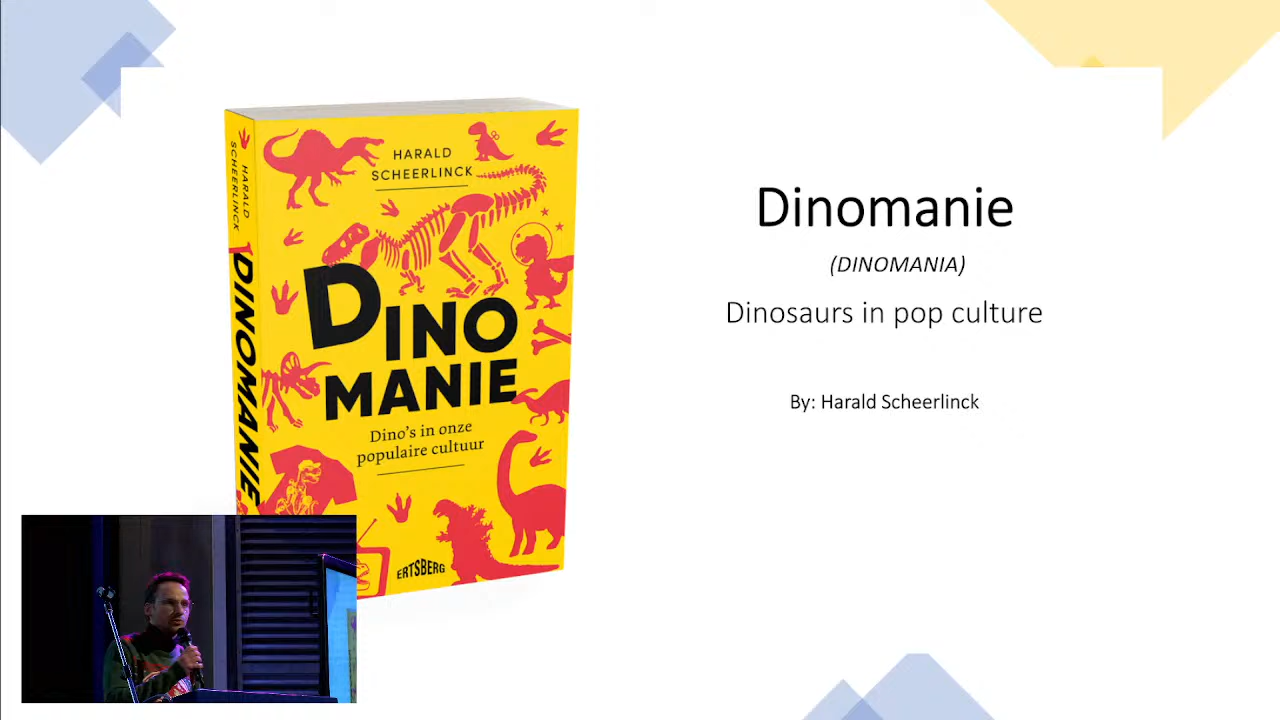 HARALD
SCHEERLINCK
DINO
MANIE
Dino's in onze
populaire cultuur
ERTSBERG
HARALD
SCHEERLINCK
DINOMANIE
Dinomanie
(DINOMANIA)
Dinosaurs in pop culture
By: Harald Scheerlinck